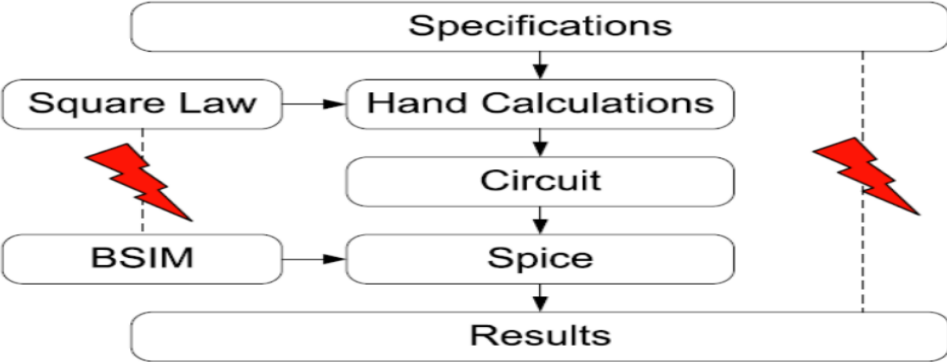 Specifications
Square Law
Hand Calculations
Circuit
BSIM
Spice
Results